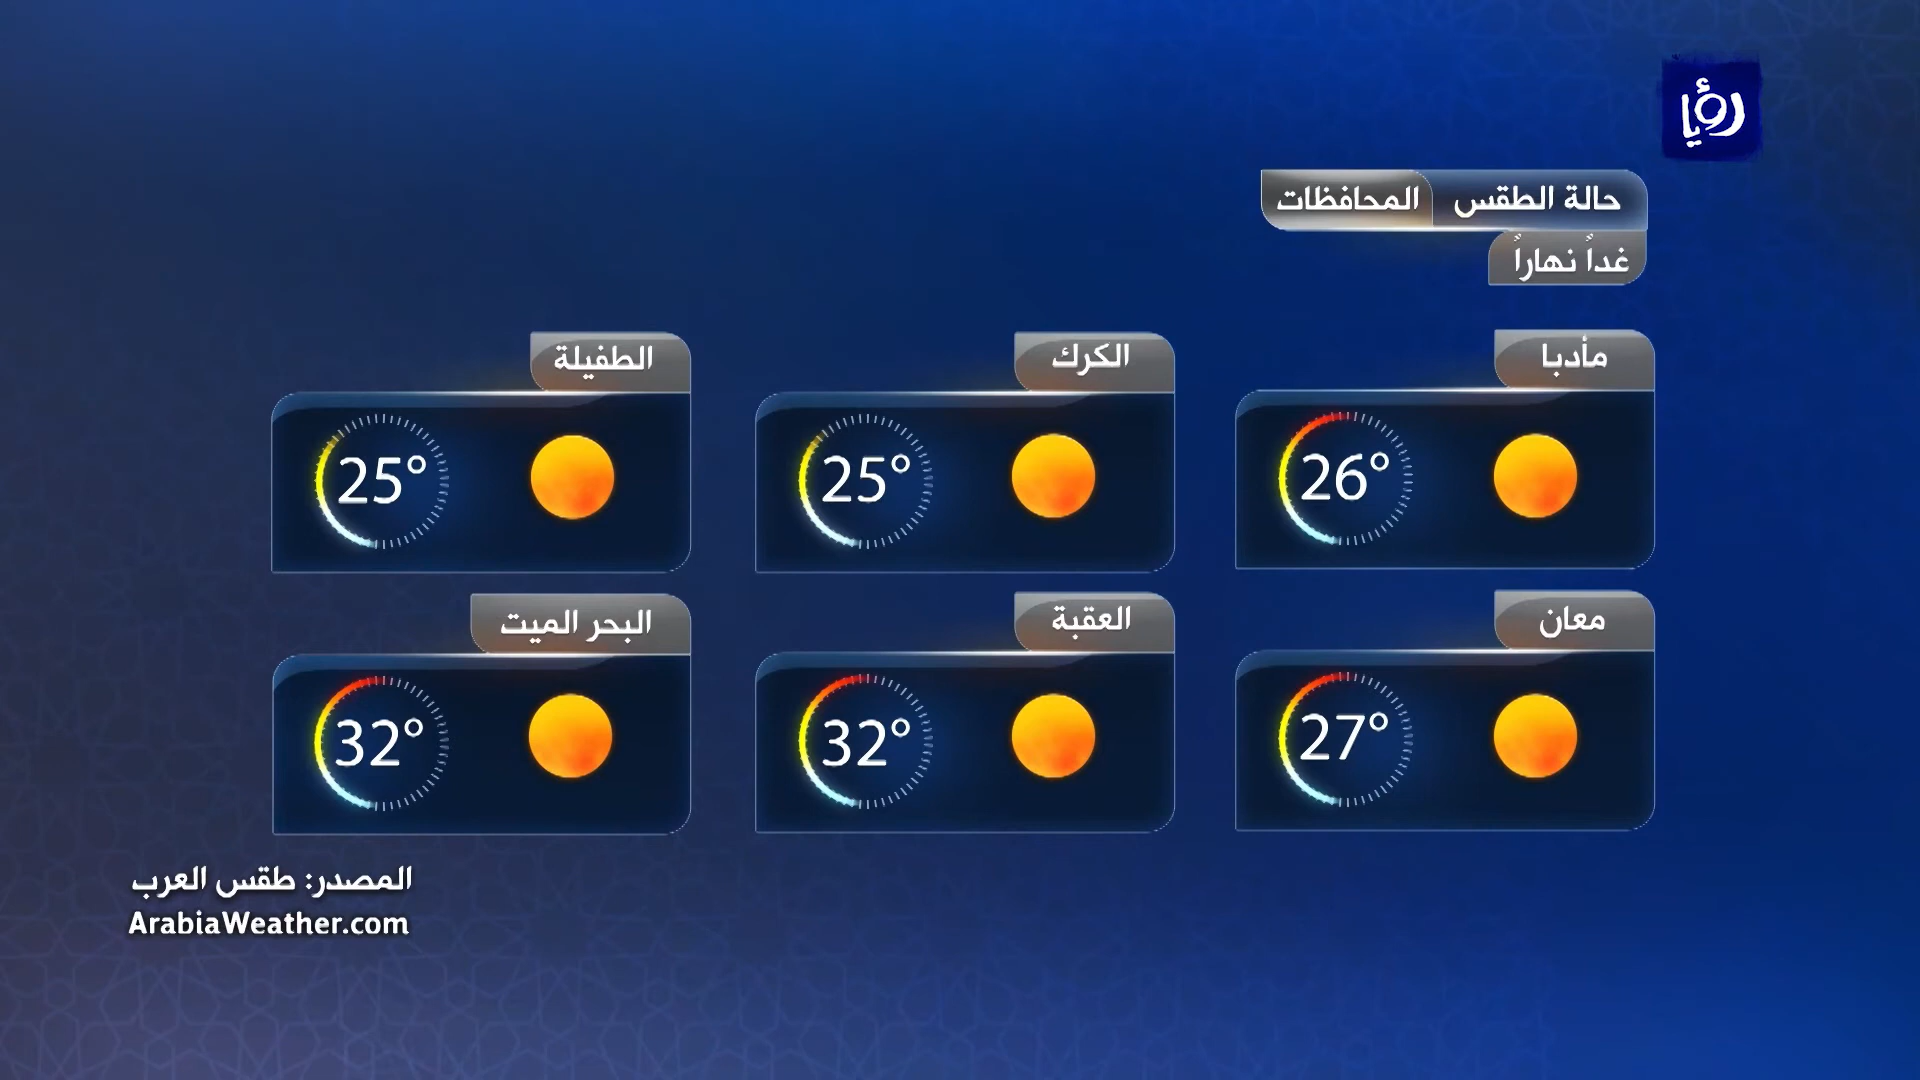 رؤيا
حالة الطقس المحافظات
غداً نهاراً
مأدبا
26°
الكرك
25°
الطفيلة
25°
معان
27°
العقبة
32°
البحر الميت
32°
المصدر: طقس العرب
ArabiaWeather.com